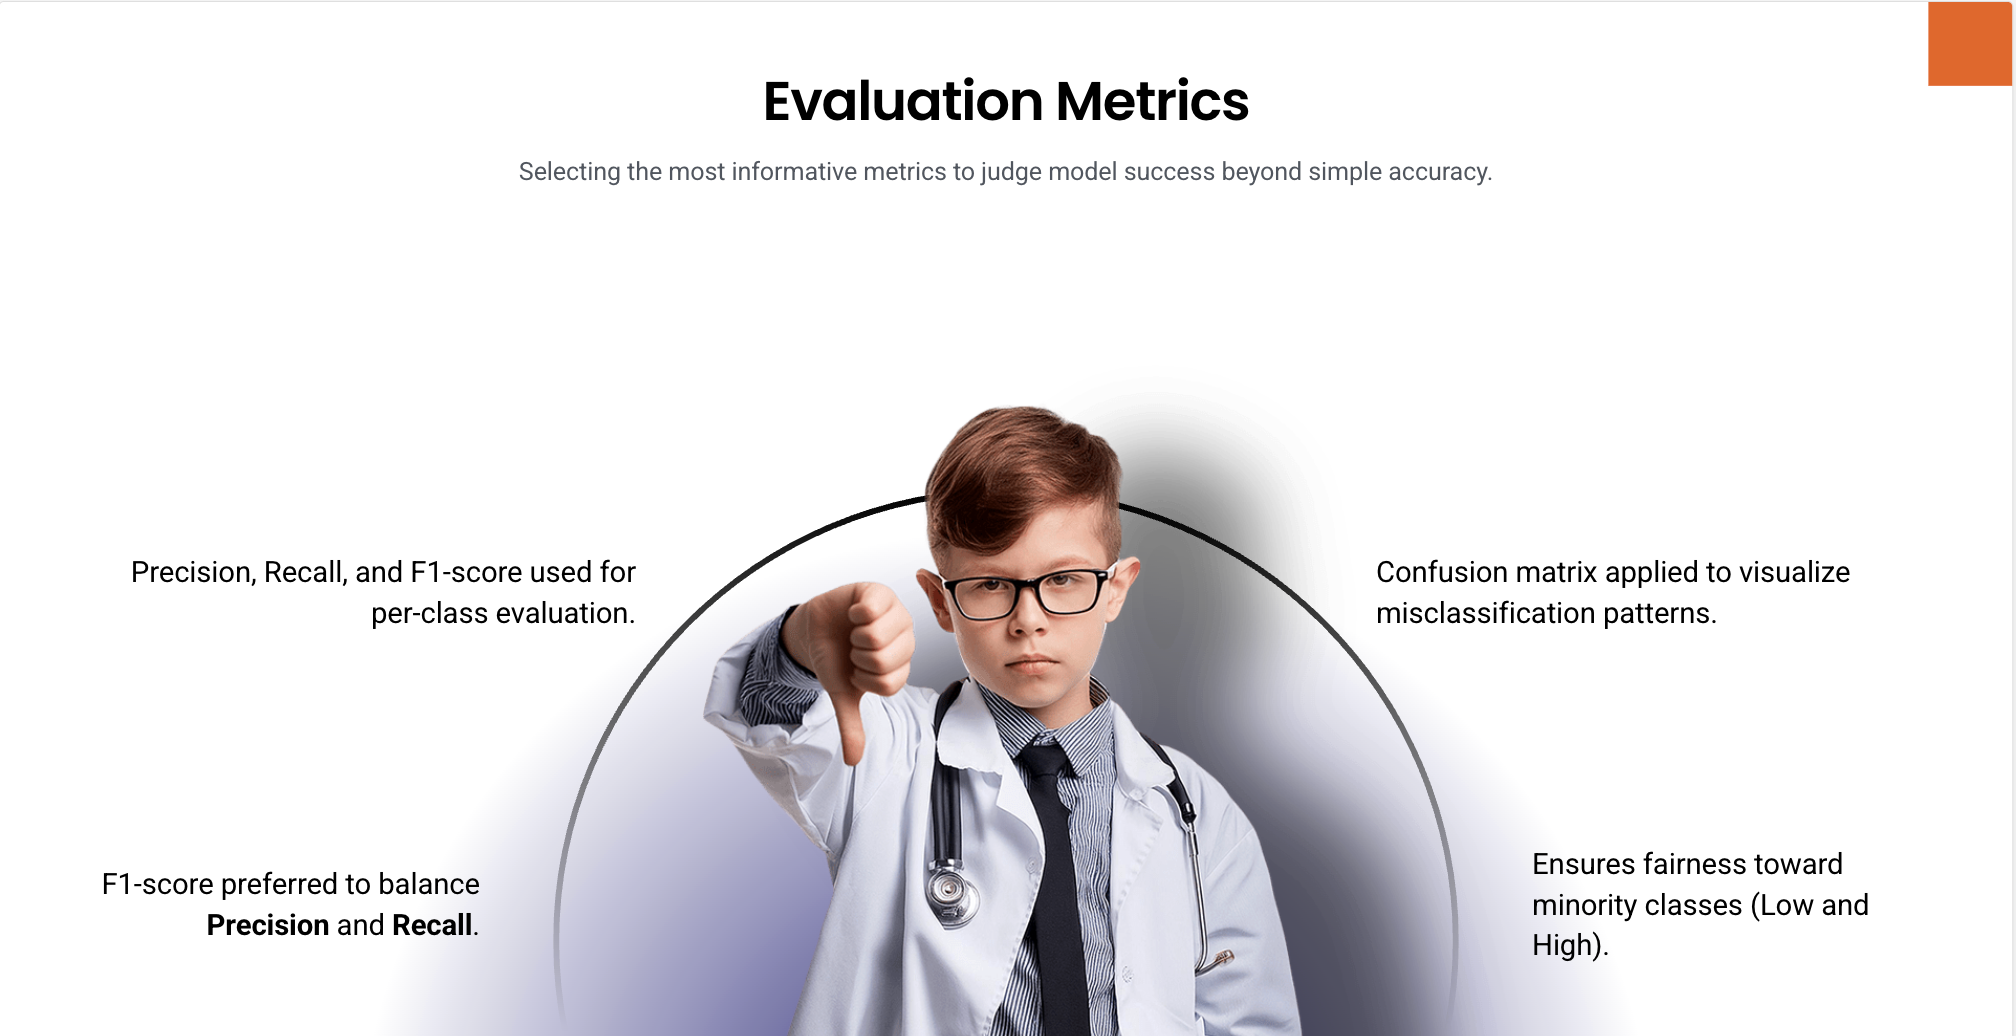 Evaluation Metrics
Selecting the most informative metrics to judge model success beyond simple accuracy.
Precision, Recall, and F1-score used for
per-class evaluation.
Confusion matrix applied to visualize
misclassification patterns.
F1-score preferred to balance
Precision and Recall.
Ensures fairness toward
minority classes (Low and
High).